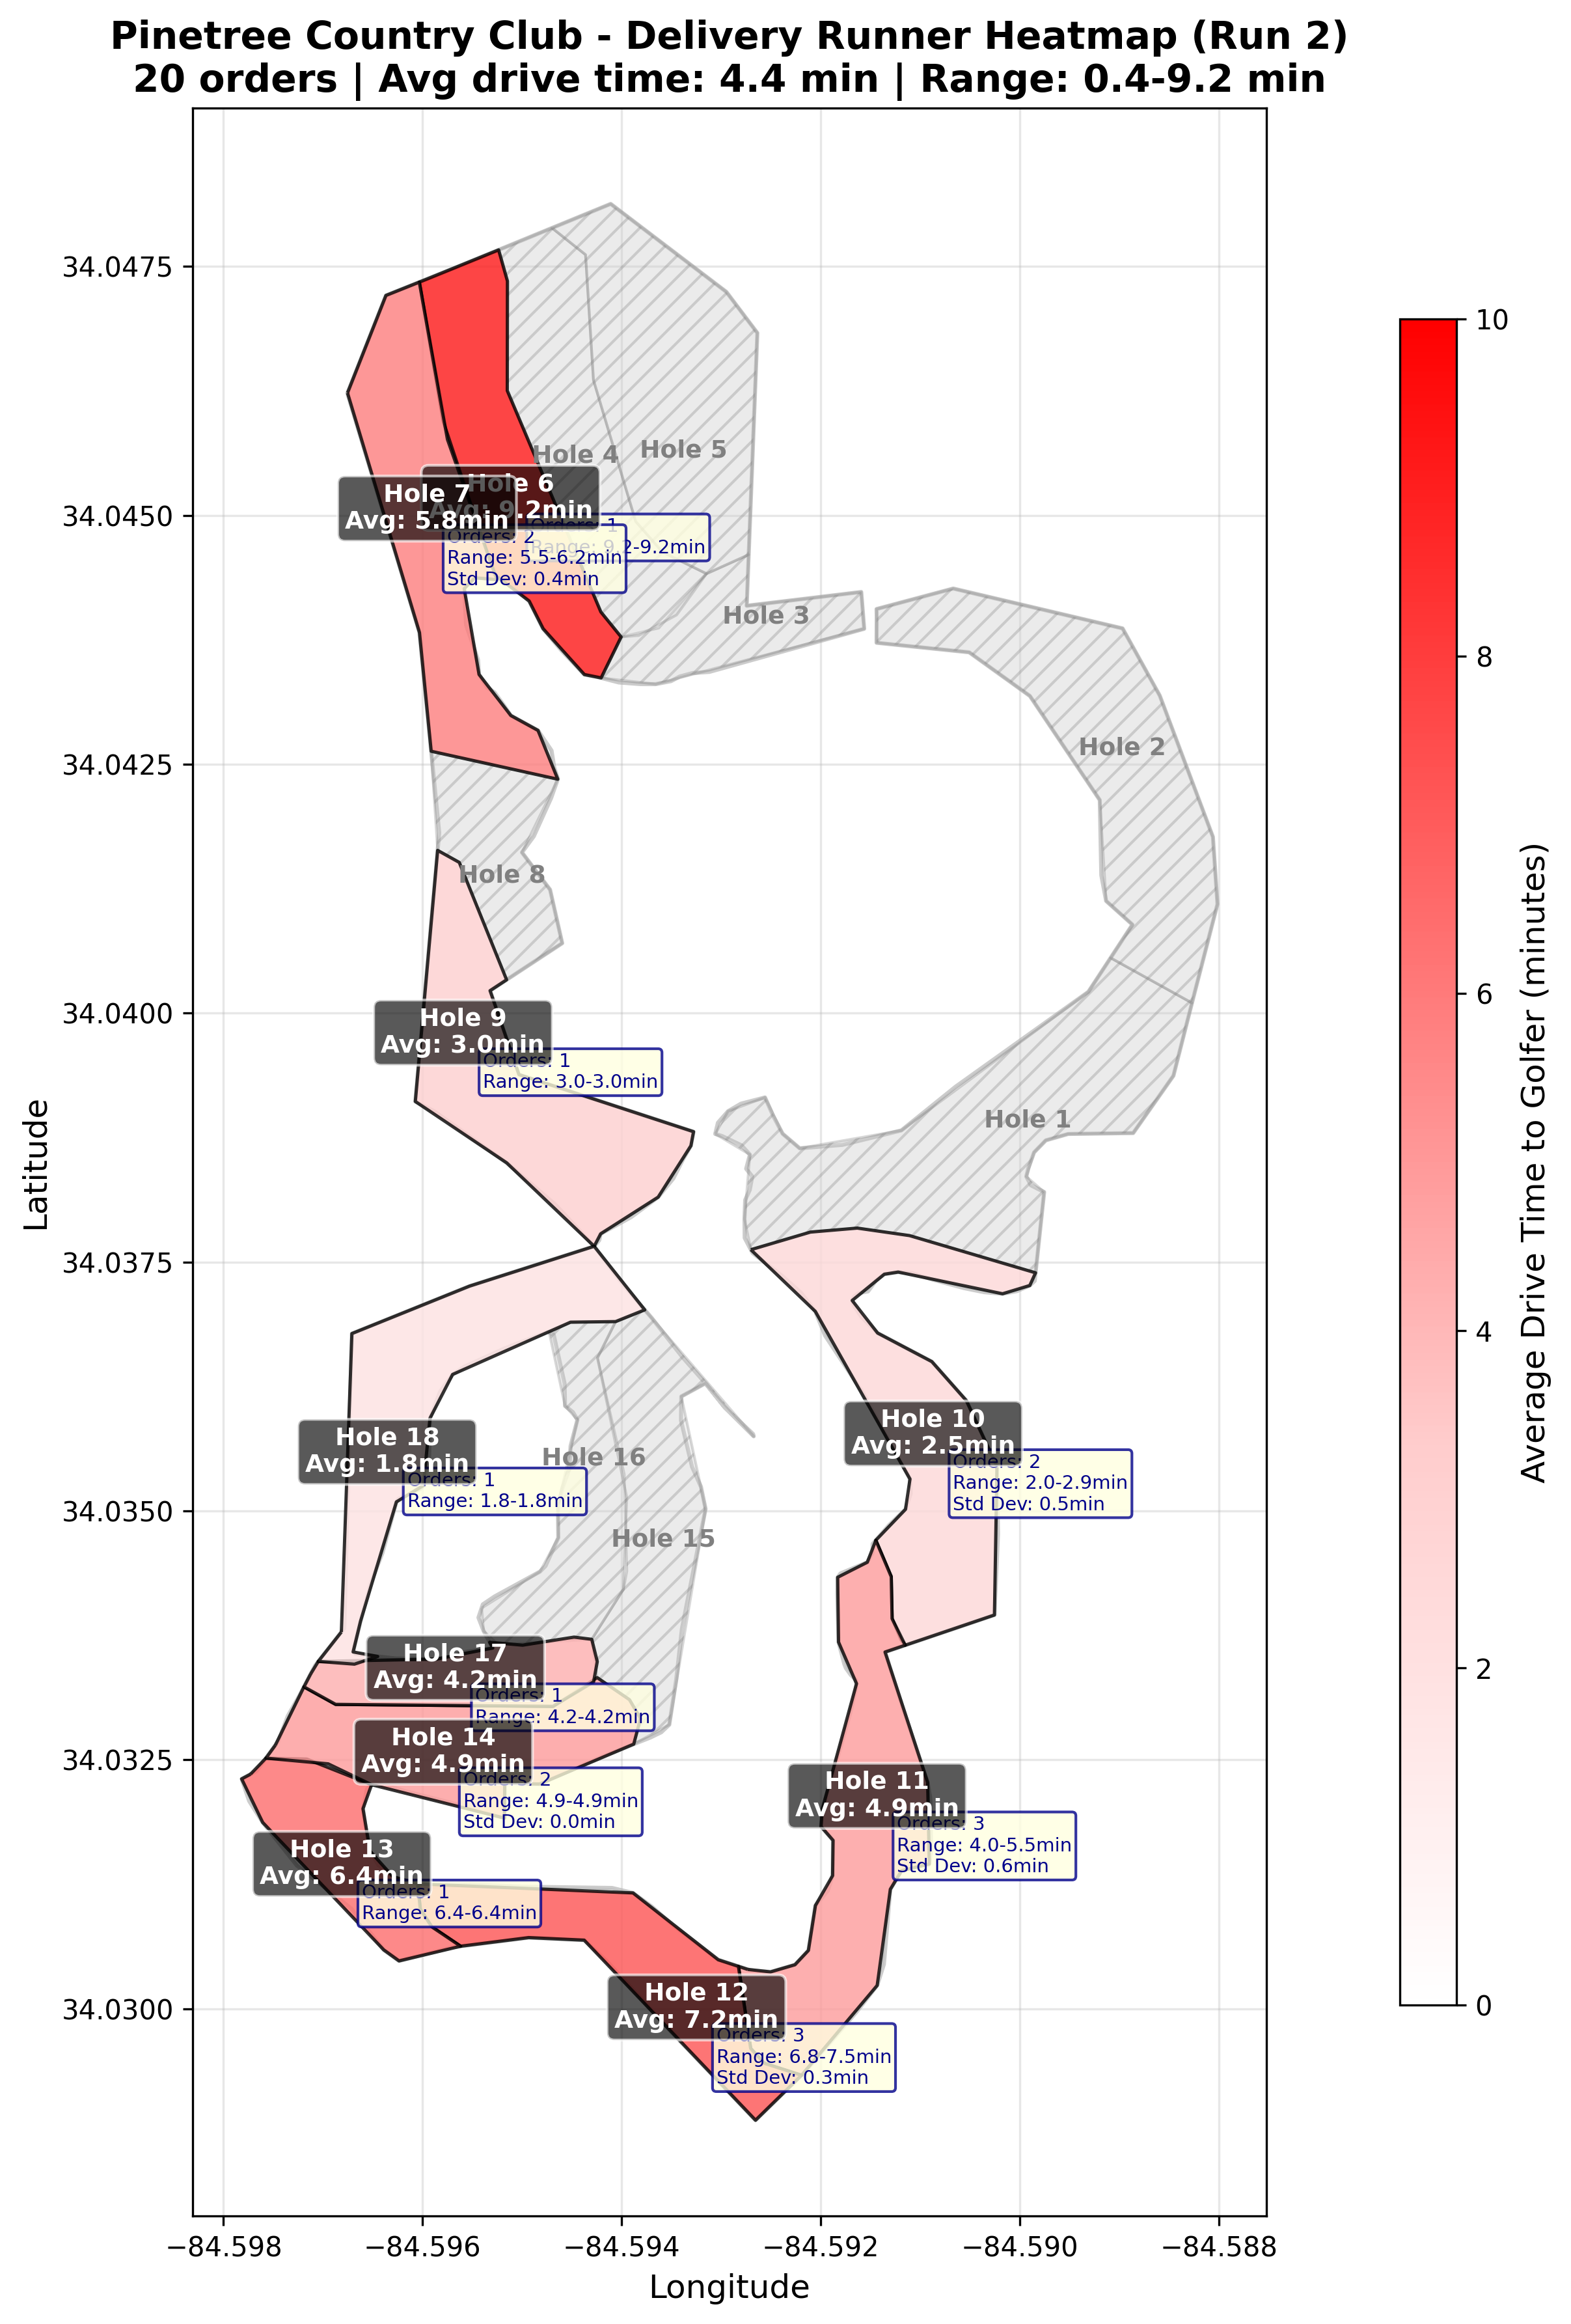 Pinetree Country Club - Delivery Runner Heatmap (Run 2)
20 orders | Avg drive time: 4.4 min | Range: 0.4-9.2 min
Latitude
34.0475
34.0450
34.0425
34.0400
34.0375
34.0350
34.0325
34.0300
Hole 4
Hole 5
Hole 6
Avg: 9.2min
Orders: 1
Range: 9.2-9.2min
Hole 7
Avg: 5.8min
Orders: 2
Range: 5.5-6.2min
Std Dev: 0.4min
Hole 3
Hole 2
Hole 8
Hole 9
Avg: 3.0min
Orders: 1
Range: 3.0-3.0min
Hole 1
Hole 10
Avg: 2.5min
Orders: 2
Range: 2.0-2.9min
Std Dev: 0.5min
Hole 18
Avg: 1.8min
Orders: 1
Range: 1.8-1.8min
Hole 16
Hole 15
Hole 17
Avg: 4.2min
Orders: 1
Range: 4.2-4.2min
Hole 14
Avg: 4.9min
Orders: 2
Range: 4.9-4.9min
Std Dev: 0.0min
Hole 11
Avg: 4.9min
Orders: 3
Range: 4.0-5.5min
Std Dev: 0.6min
Hole 13
Avg: 6.4min
Orders: 1
Range: 6.4-6.4min
Hole 12
Avg: 7.2min
Orders: 3
Range: 6.8-7.5min
Std Dev: 0.3min
−84.598
−84.596
−84.594
−84.592
−84.590
−84.588
Longitude
10
8
6
4
2
0
Average Drive Time to Golfer (minutes)